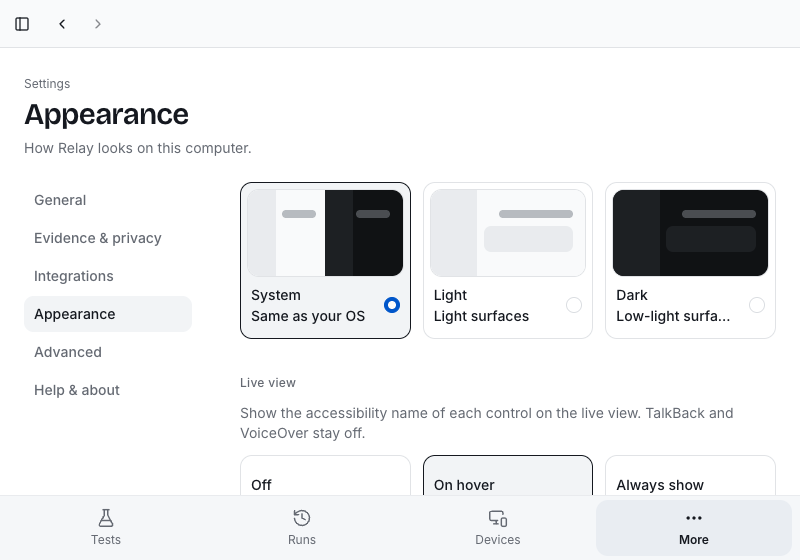 Settings
Appearance
How Relay looks on this computer.
General
Evidence & privacy
Integrations
Appearance
Advanced
Help & about
System
Same as your OS
Light
Light surfaces
Dark
Low-light surfa...
Live view
Show the accessibility name of each control on the live view. TalkBack and
VoiceOver stay off.
Off
On hover
Always show
Tests
Runs
Devices
More